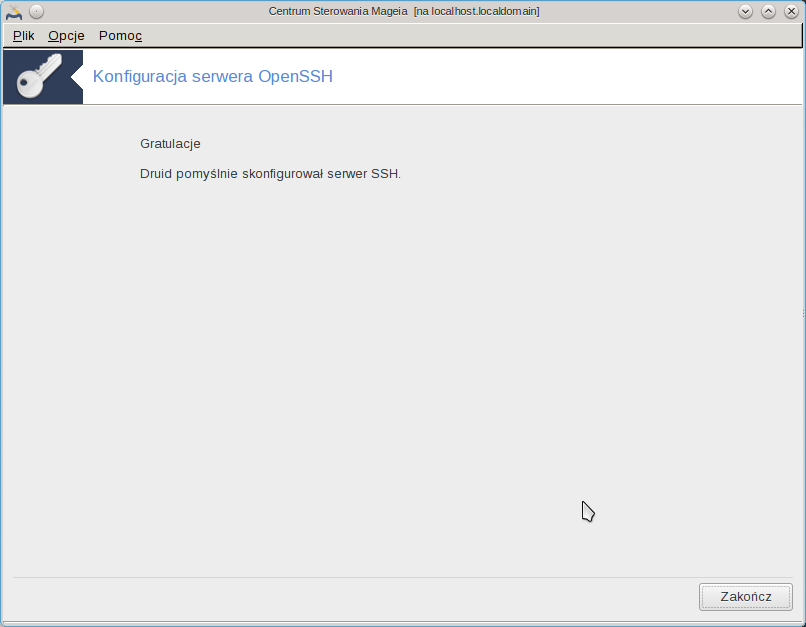 Centrum Sterowania Mageia [na localhost.localdomain]
Plik Opcje Pomoc
Konfiguracja serwera OpenSSH
Gratulacje
Druid pomyślnie skonfigurował serwer SSH.
Zakończ